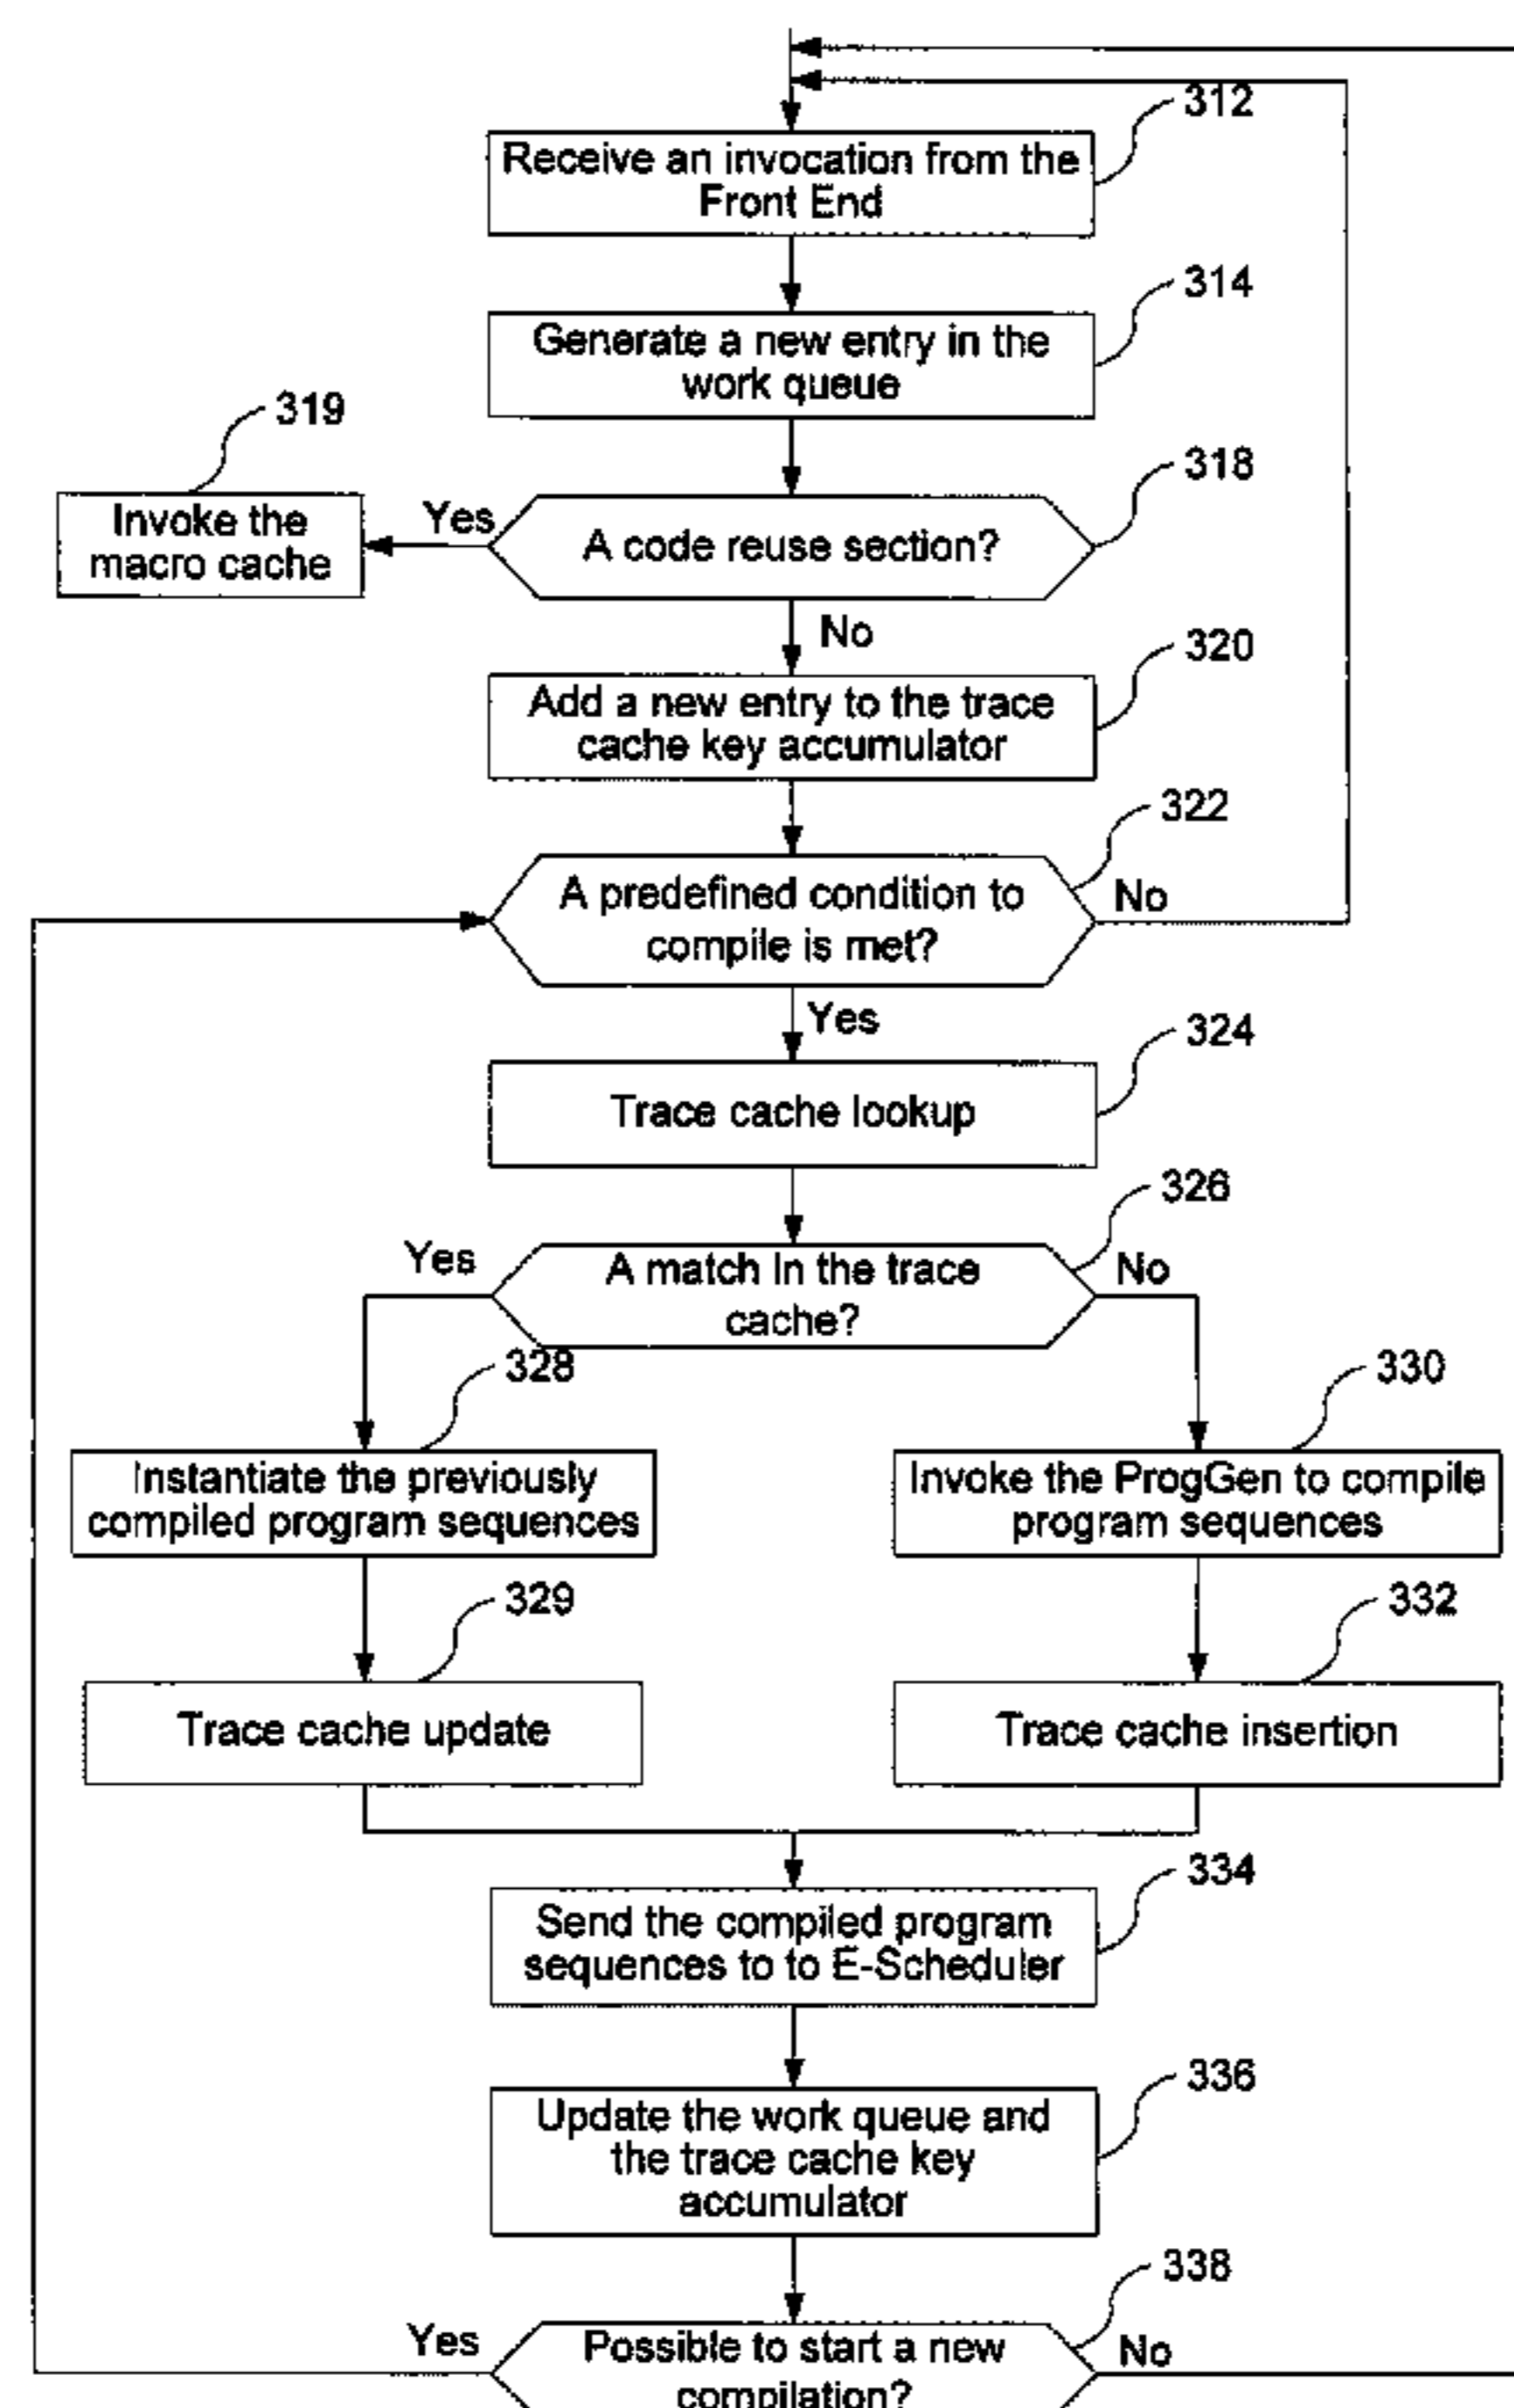 312
Receive an invocation from the
Front End
314
Generate a new entry in the
work queue
319
318
Invoke the
macro cache
Yes
A code reuse section?
No
320
Add a new entry to the trace
cache key accumulator
322
A predefined condition to
compile is met?
No
Yes
324
Trace cache lookup
326
Yes
A match in the trace
cache?
No
328
330
Instantiate the previously
compiled program sequences
Invoke the ProgGen to compile
program sequences
329
332
Trace cache update
Trace cache insertion
334
Send the compiled program
sequences to to E-Scheduler
336
Update the work queue and
the trace cache key
accumulator
338
Yes
Possible to start a new
compilation?
No